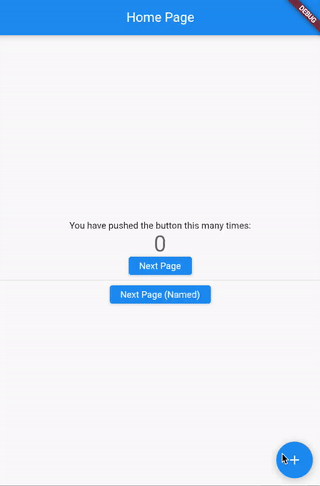 Home Page
DEBUG
You have pushed the button this many times:
0
Next Page
Next Page (Named)
+